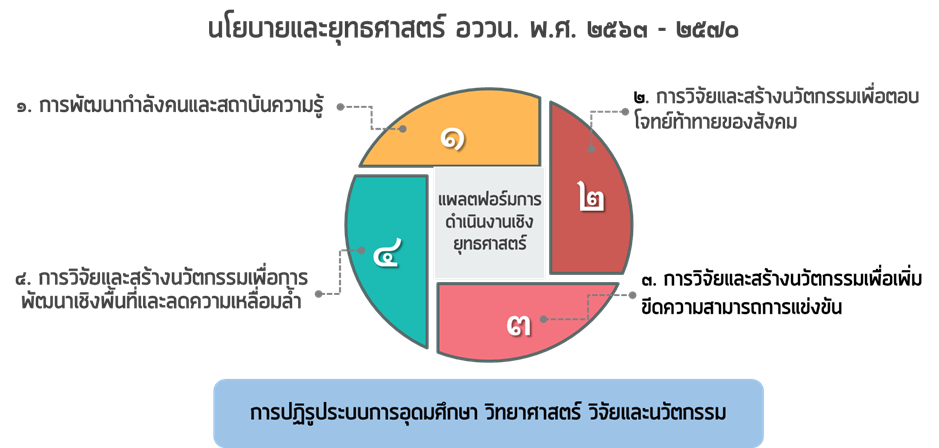 นโยบายและยุทธศาสตร์ อววน. พ.ศ. ๒๕๖๓ - ๒๕๗๐
๑. การพัฒนากำลังคนและสถาบันความรู้
๒. การวิจัยและสร้างนวัตกรรมเพื่อตอบ
โจทย์ท้าทายของสังคม
๑
๒
แพลตฟอร์มการ
ดำเนินงานเชิง
ยุทธศาสตร์
๔
๔. การวิจัยและสร้างนวัตกรรมเพื่อการ
พัฒนาเชิงพื้นที่และลดความเหลื่อมล้ำ
๓. การวิจัยและสร้างนวัตกรรมเพื่อเพิ่ม
ขีดความสามารถการแข่งขัน
๓
การปฏิรูประบบการอุดมศึกษา วิทยาศาสตร์ วิจัยและนวัตกรรม